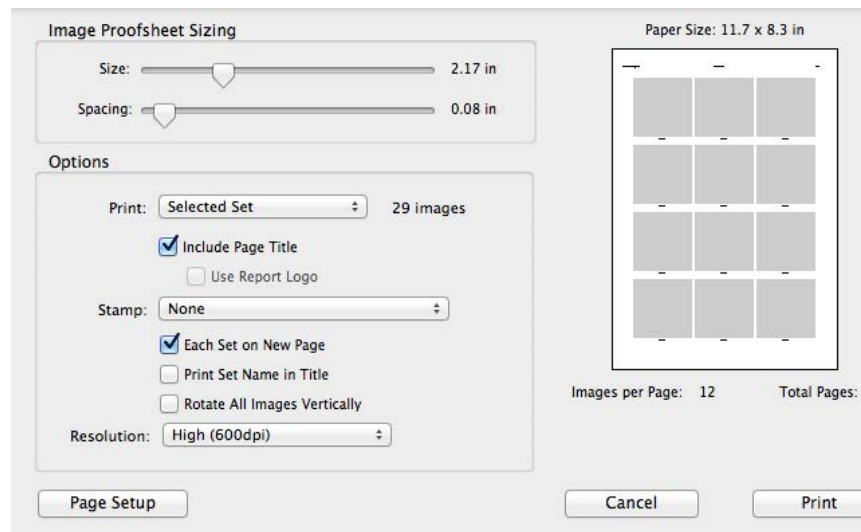 Image Proofsheet Sizing
Size: 2.17 in
Spacing: 0.08 in
Options
Print: Selected Set 29 images
Include Page Title
Use Report Logo
Stamp: None
Each Set on New Page
Print Set Name in Title
Rotate All Images Vertically
Resolution: High (600dpi)
Page Setup
Paper Size: 11.7 x 8.3 in
Images per Page: 12 Total Pages:
Cancel Print